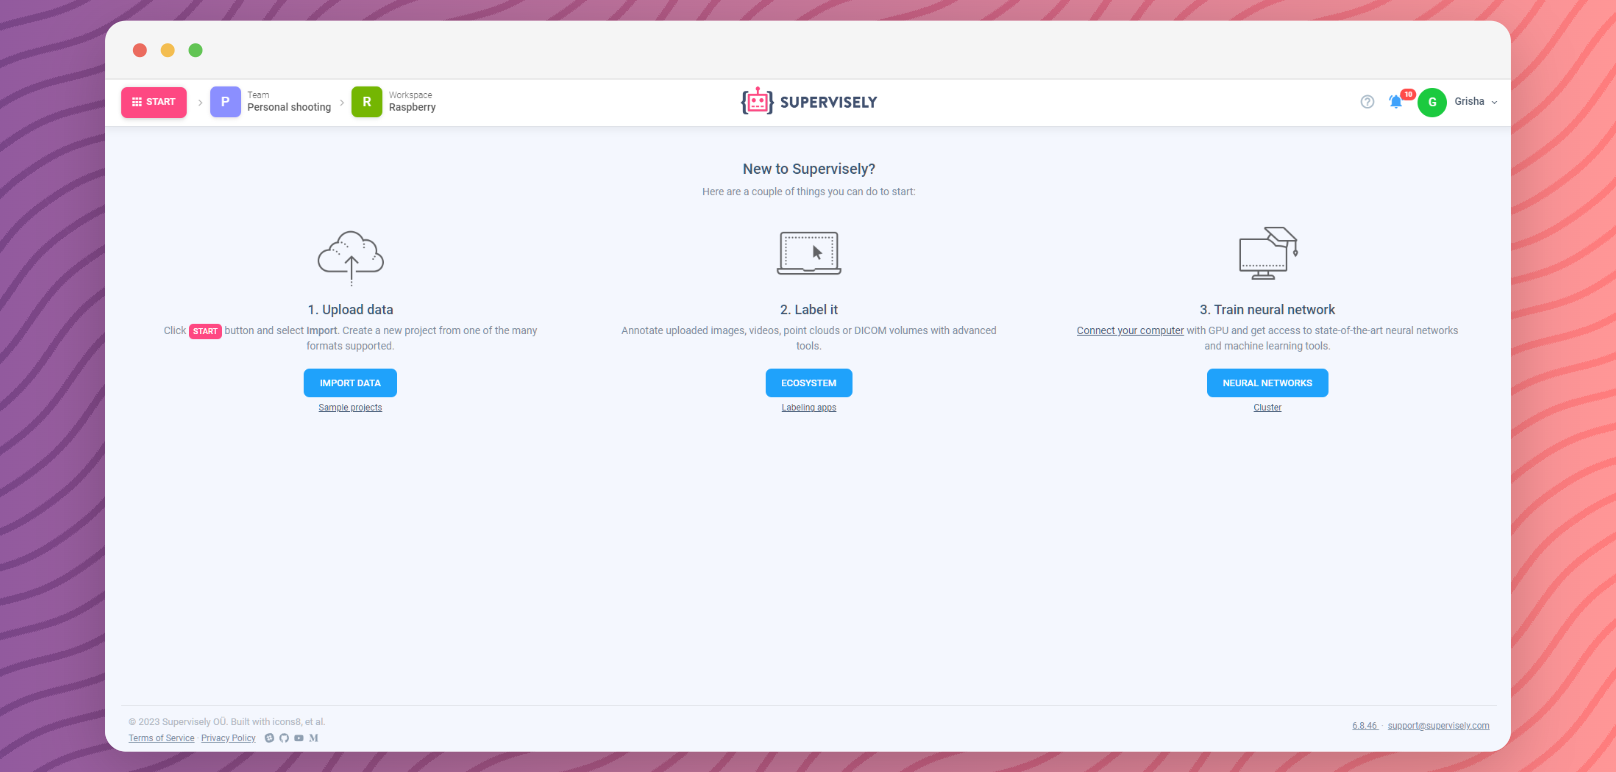 START
P
Team
Personal shooting
R
Workspace
Raspberry
SUPERVISELY
10
G
Grisha
New to Supervisely?
Here are a couple of things you can do to start:
1. Upload data
Click START button and select Import. Create a new project from one of the many
formats supported.
IMPORT DATA
Sample projects
2. Label it
Annotate uploaded images, videos, point clouds or DICOM volumes with advanced
tools.
ECOSYSTEM
Labeling apps
3. Train neural network
Connect your computer with GPU and get access to state-of-the-art neural networks
and machine learning tools.
NEURAL NETWORKS
Cluster
© 2023 Supervisely OÜ. Built with icons8, et al.
Terms of Service · Privacy Policy
6.8.46 · support@supervisely.com